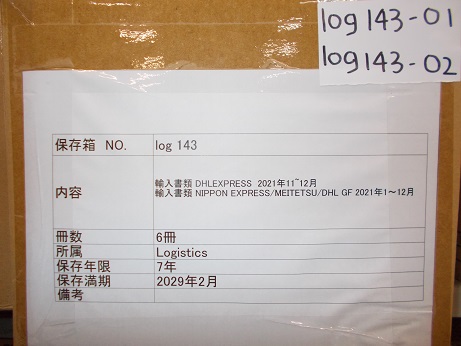 log 143-01
log 143-02
保存箱 NO. log 143
内容 輸入書類 DHLEXPRESS 2021年11~12月
輸入書類 NIPPON EXPRESS/MEITETSU/DHL GF 2021年1~12月
冊数 6冊
所属 Logistics
保存年限 7年
保存満期 2029年2月
備考